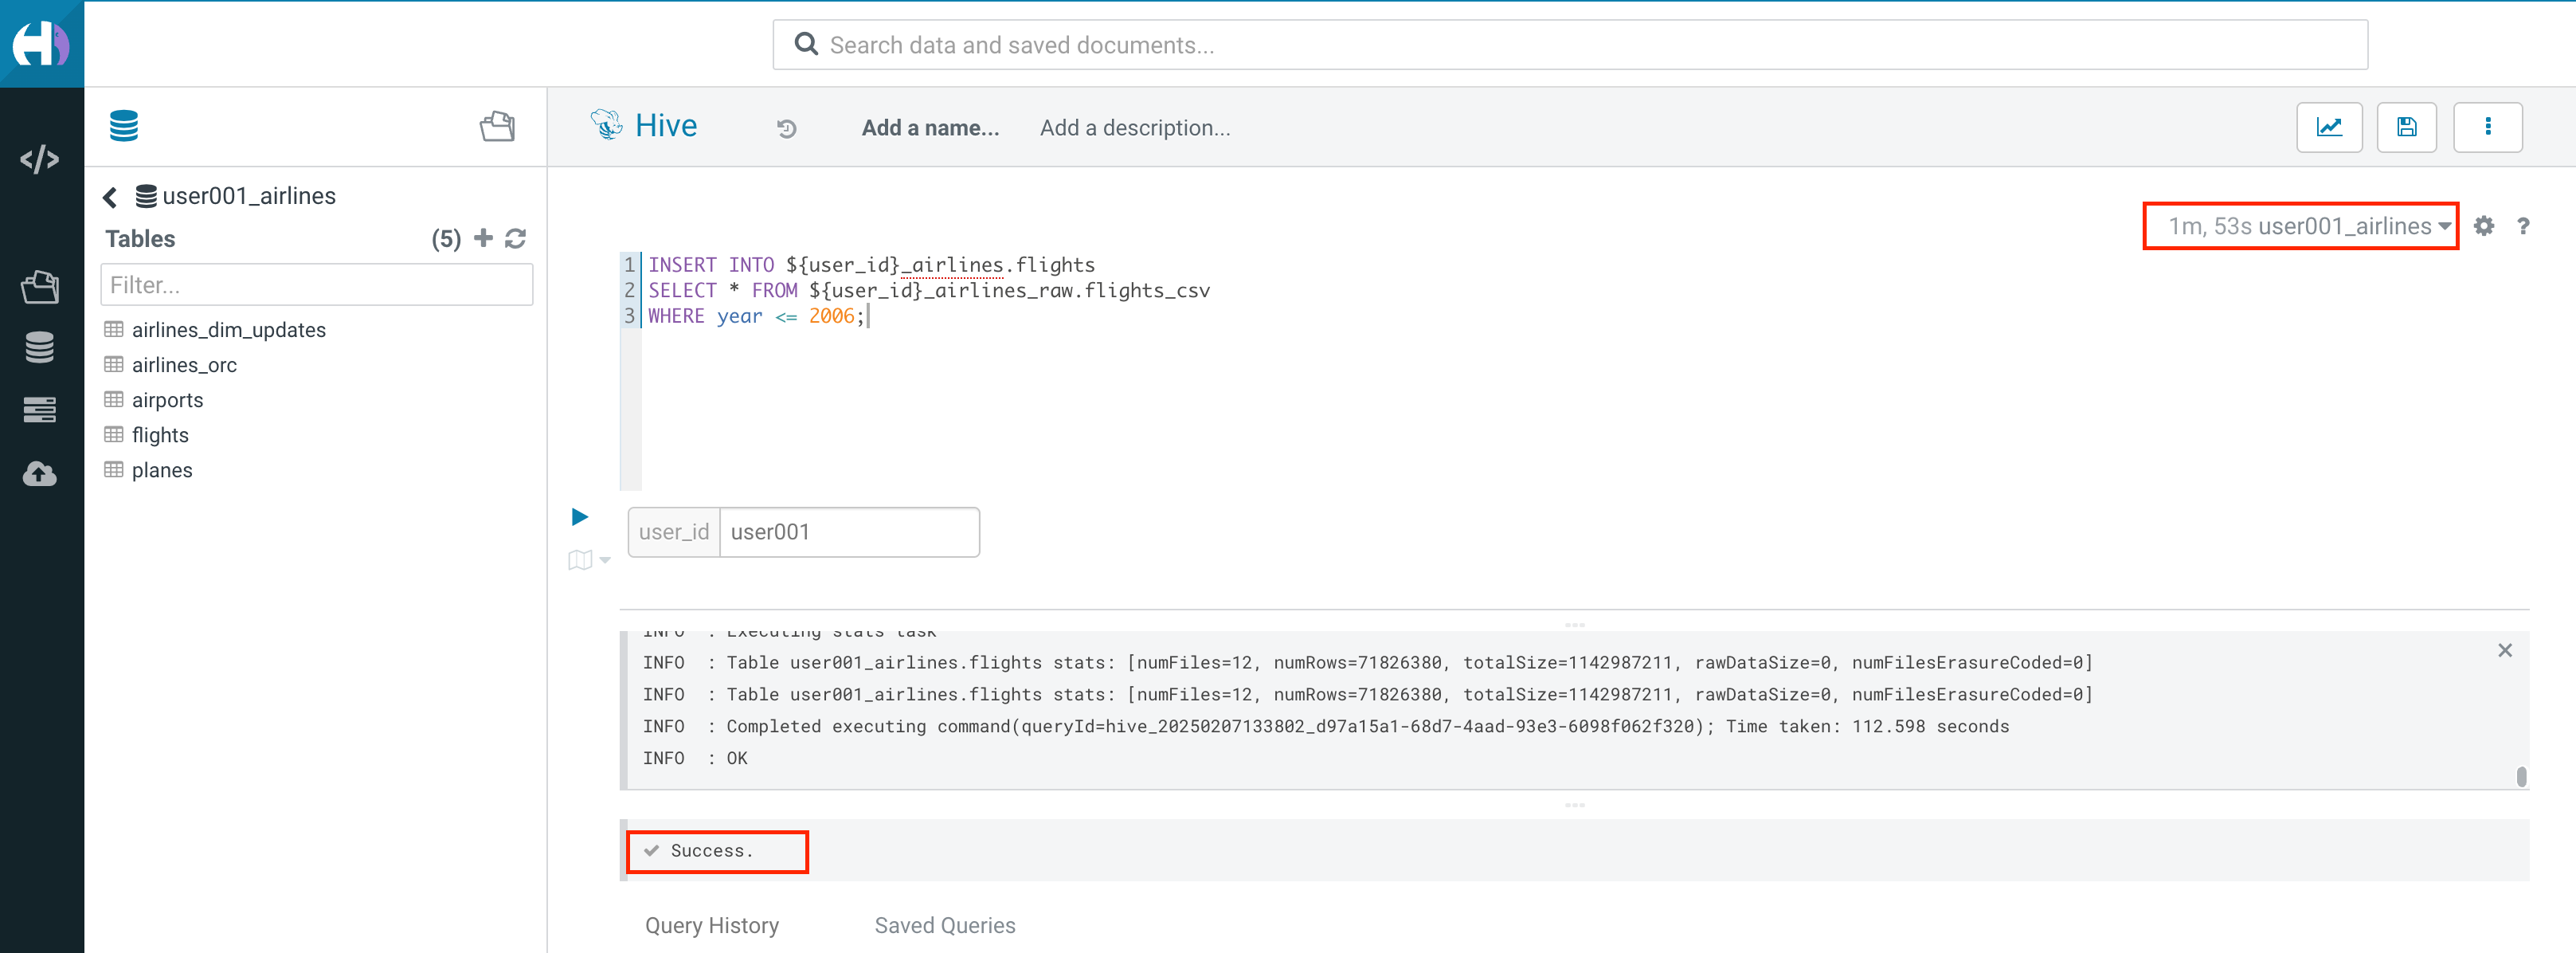 Search data and saved documents...
Hive
Add a name...
Add a description...
user001_airlines
Tables (5)
Filter...
airlines_dim_updates
airlines_orc
airports
flights
planes
1m, 53s user001_airlines
?
1 INSERT INTO ${user_id}_airlines.flights
2 SELECT * FROM ${user_id}_airlines_raw.flights_csv
3 WHERE year <= 2006;
user_id user001
INFO : Executing stats task
INFO : Table user001_airlines.flights stats: [numFiles=12, numRows=71826380, totalSize=1142987211, rawDataSize=0, numFilesErasureCoded=0]
INFO : Table user001_airlines.flights stats: [numFiles=12, numRows=71826380, totalSize=1142987211, rawDataSize=0, numFilesErasureCoded=0]
INFO : Completed executing command(queryId=hive_20250207133802_d97a15a1-68d7-4aad-93e3-6098f062f320); Time taken: 112.598 seconds
INFO : OK
Success.
Query History
Saved Queries